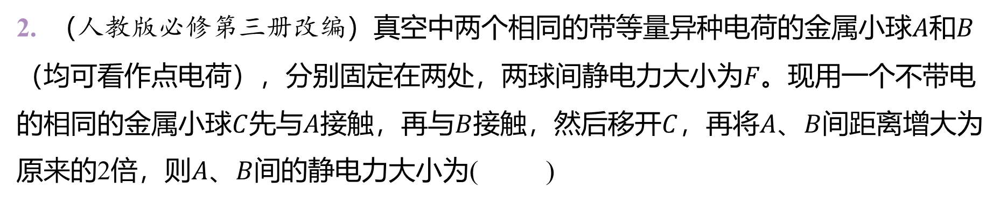 2. （人教版必修第三册改编）真空中两个相同的带等量异种电荷的金属小球A和B
（均可看作点电荷），分别固定在两处，两球间静电力大小为F。现用一个不带电
的相同的金属小球C先与A接触，再与B接触，然后移开C，再将A、B间距离增大为
原来的2倍，则A、B间的静电力大小为(　　)